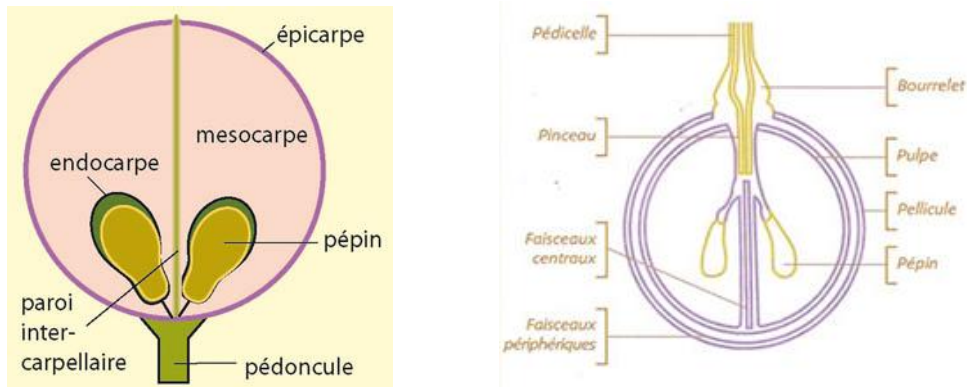 épicarpe
mesocarpe
endocarpe
pépin
paroi
inter-
carpellaire
pédoncule
Pédicelle
Bourrelet
Pinceau
Pulpe
Pellicule
Faisceaux
centraux
Pépin
Faisceaux
périphériques